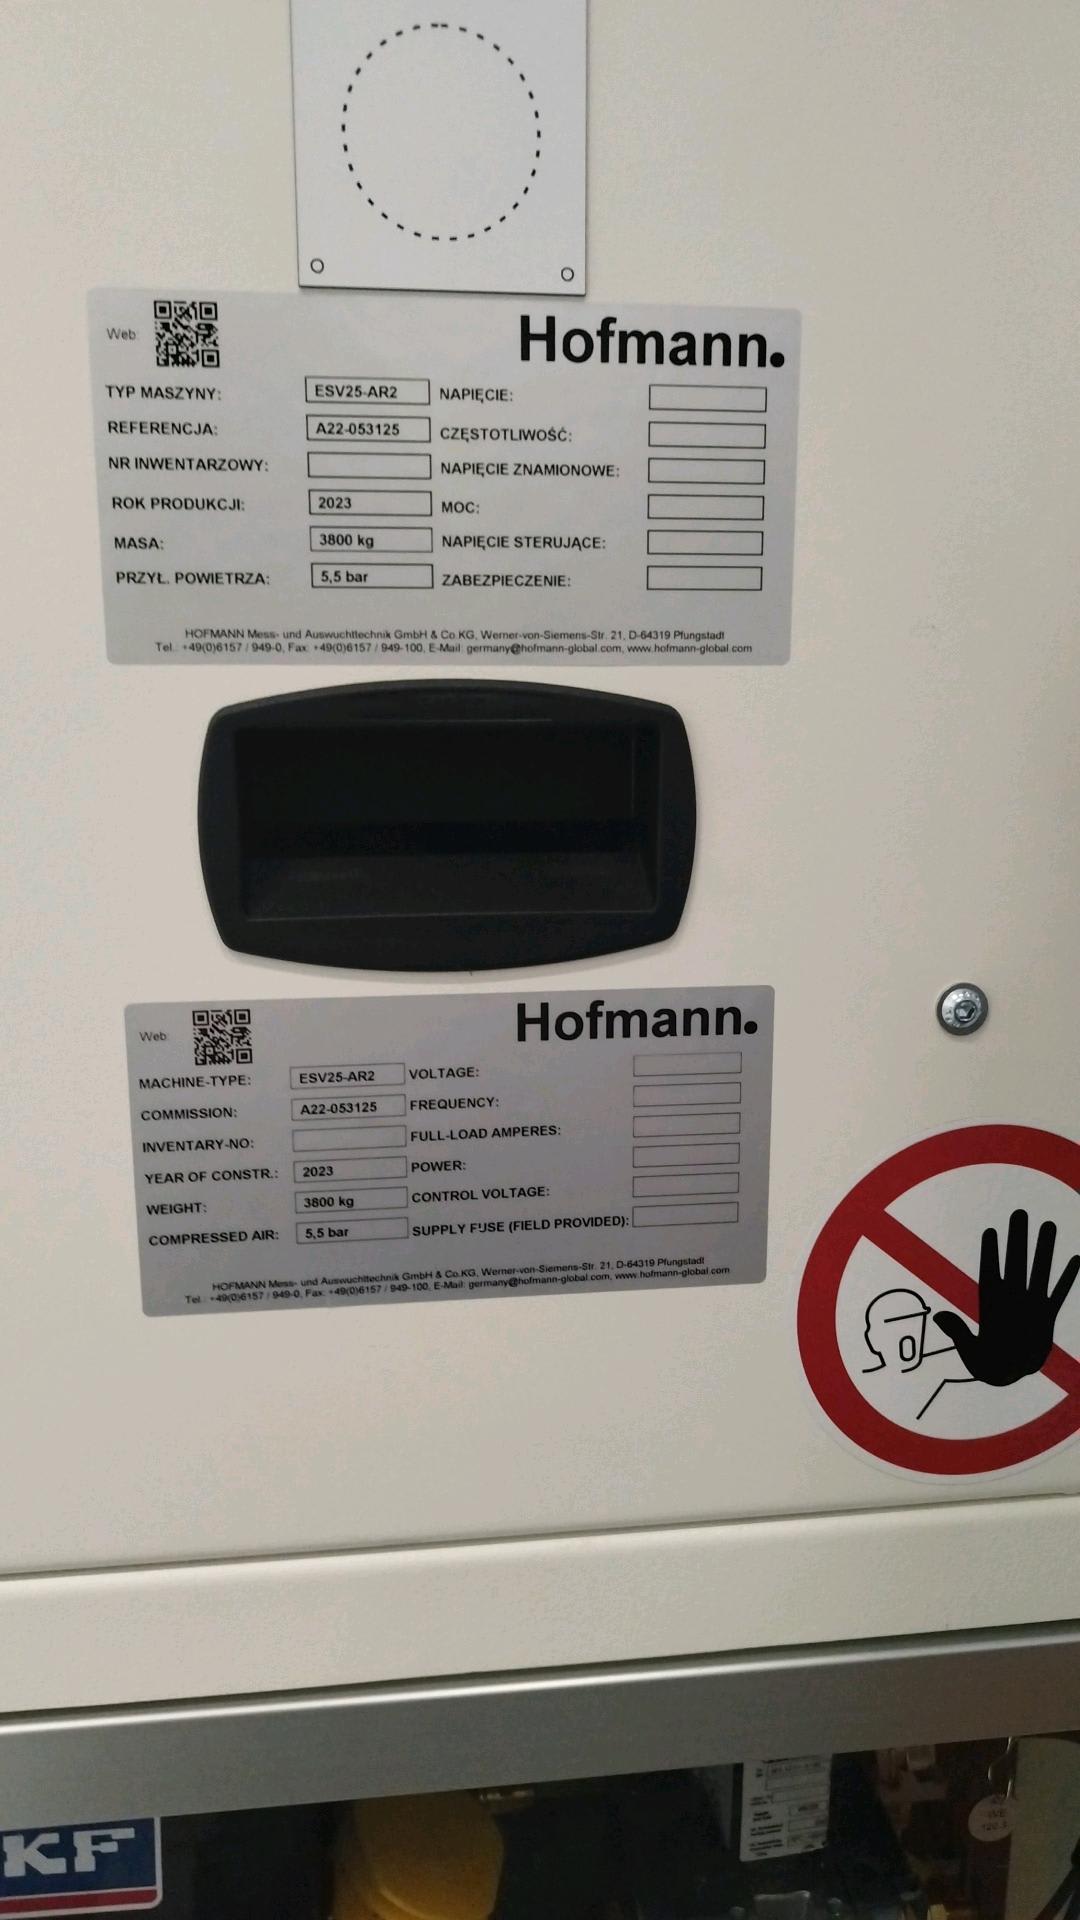 Web:
Hofmann.
TYP MASZYNY: ESV25-AR2 NAPIĘCIE:
REFERENCJA: A22-053125 CZĘSTOTLIWOŚĆ:
NR INWENTARZOWY: NAPIĘCIE ZNAMIONOWE:
ROK PRODUKCJI: 2023 MOC:
MASA: 3800 kg NAPIĘCIE STERUJĄCE:
PRZYŁ. POWIETRZA: 5,5 bar ZABEZPIECZENIE:
HOFMANN Mess- und Auswuchttechnik GmbH & Co.KG, Werner-von-Siemens-Str. 21, D-64319 Pfungstadt
Tel.: +49(0)6157 / 949-0, Fax: +49(0)6157 / 949-100, E-Mail: germany@hofmann-global.com, www.hofmann-global.com
Web:
Hofmann.
MACHINE-TYPE: ESV25-AR2 VOLTAGE:
COMMISSION: A22-053125 FREQUENCY:
INVENTARY-NO: FULL-LOAD AMPERES:
YEAR OF CONSTR.: 2023 POWER:
WEIGHT: 3800 kg CONTROL VOLTAGE:
COMPRESSED AIR: 5,5 bar SUPPLY FUSE (FIELD PROVIDED):
HOFMANN Mess- und Auswuchttechnik GmbH & Co.KG, Werner-von-Siemens-Str. 21, D-64319 Pfungstadt
Tel.: +49(0)6157 / 949-0, Fax: +49(0)6157 / 949-100, E-Mail: germany@hofmann-global.com, www.hofmann-global.com
KF